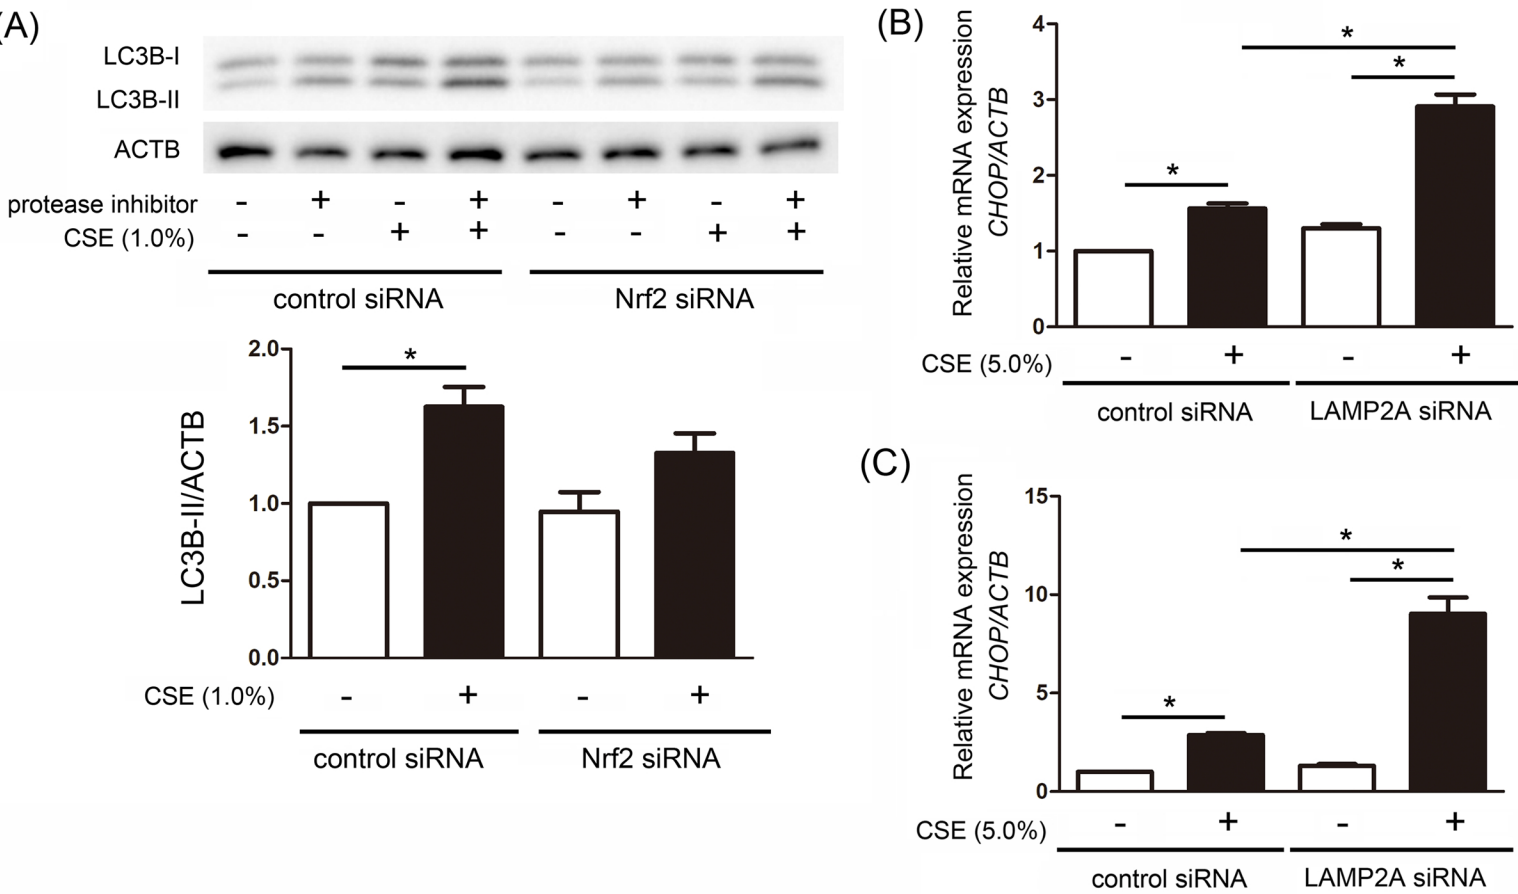 (A)
LC3B-I
LC3B-II
ACTB
protease inhibitor - + - + - + - +
CSE (1.0%) - - + + - - + +
control siRNA Nrf2 siRNA
LC3B-II/ACTB
2.0
1.5
1.0
0.5
0.0
*
CSE (1.0%) - + - +
control siRNA Nrf2 siRNA
(B)
Relative mRNA expression
CHOP/ACTB
4
3
2
1
0
*
*
*
CSE (5.0%) - + - +
control siRNA LAMP2A siRNA
(C)
Relative mRNA expression
CHOP/ACTB
15
10
5
0
*
*
*
CSE (5.0%) - + - +
control siRNA LAMP2A siRNA